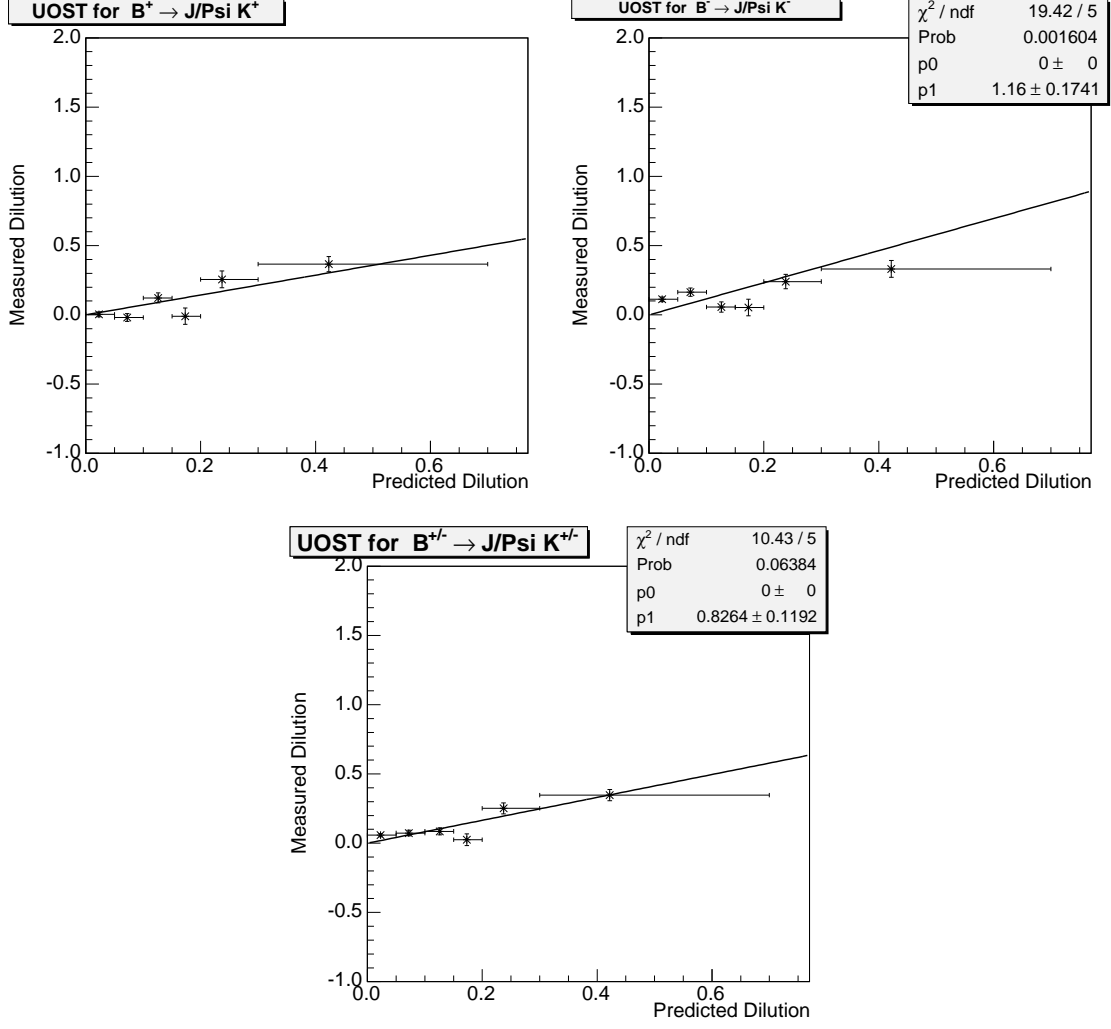 UOST for B⁺ → J/Psi K⁺
2.0
1.5
1.0
0.5
0.0
-0.5
-1.0
Measured Dilution
0.0 0.2 0.4 0.6
Predicted Dilution
UOST for B⁻ → J/Psi K⁻
χ² / ndf 19.42 / 5
Prob 0.001604
p0 0 ± 0
p1 1.16 ± 0.1741
2.0
1.5
1.0
0.5
0.0
-0.5
-1.0
Measured Dilution
0.0 0.2 0.4 0.6
Predicted Dilution
UOST for B⁺/⁻ → J/Psi K⁺/⁻
χ² / ndf 10.43 / 5
Prob 0.06384
p0 0 ± 0
p1 0.8264 ± 0.1192
2.0
1.5
1.0
0.5
0.0
-0.5
-1.0
Measured Dilution
0.0 0.2 0.4 0.6
Predicted Dilution